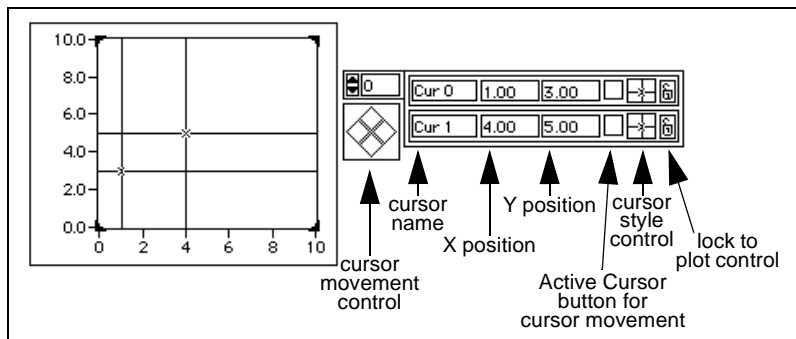 10.0
8.0
6.0
4.0
2.0
0.0
0 2 4 6 8 10
0
Cur 0 1.00 3.00
Cur 1 4.00 5.00
cursor
name
X position
Y position
cursor
style
control
lock to
plot control
cursor
movement
control
Active Cursor
button for
cursor movement